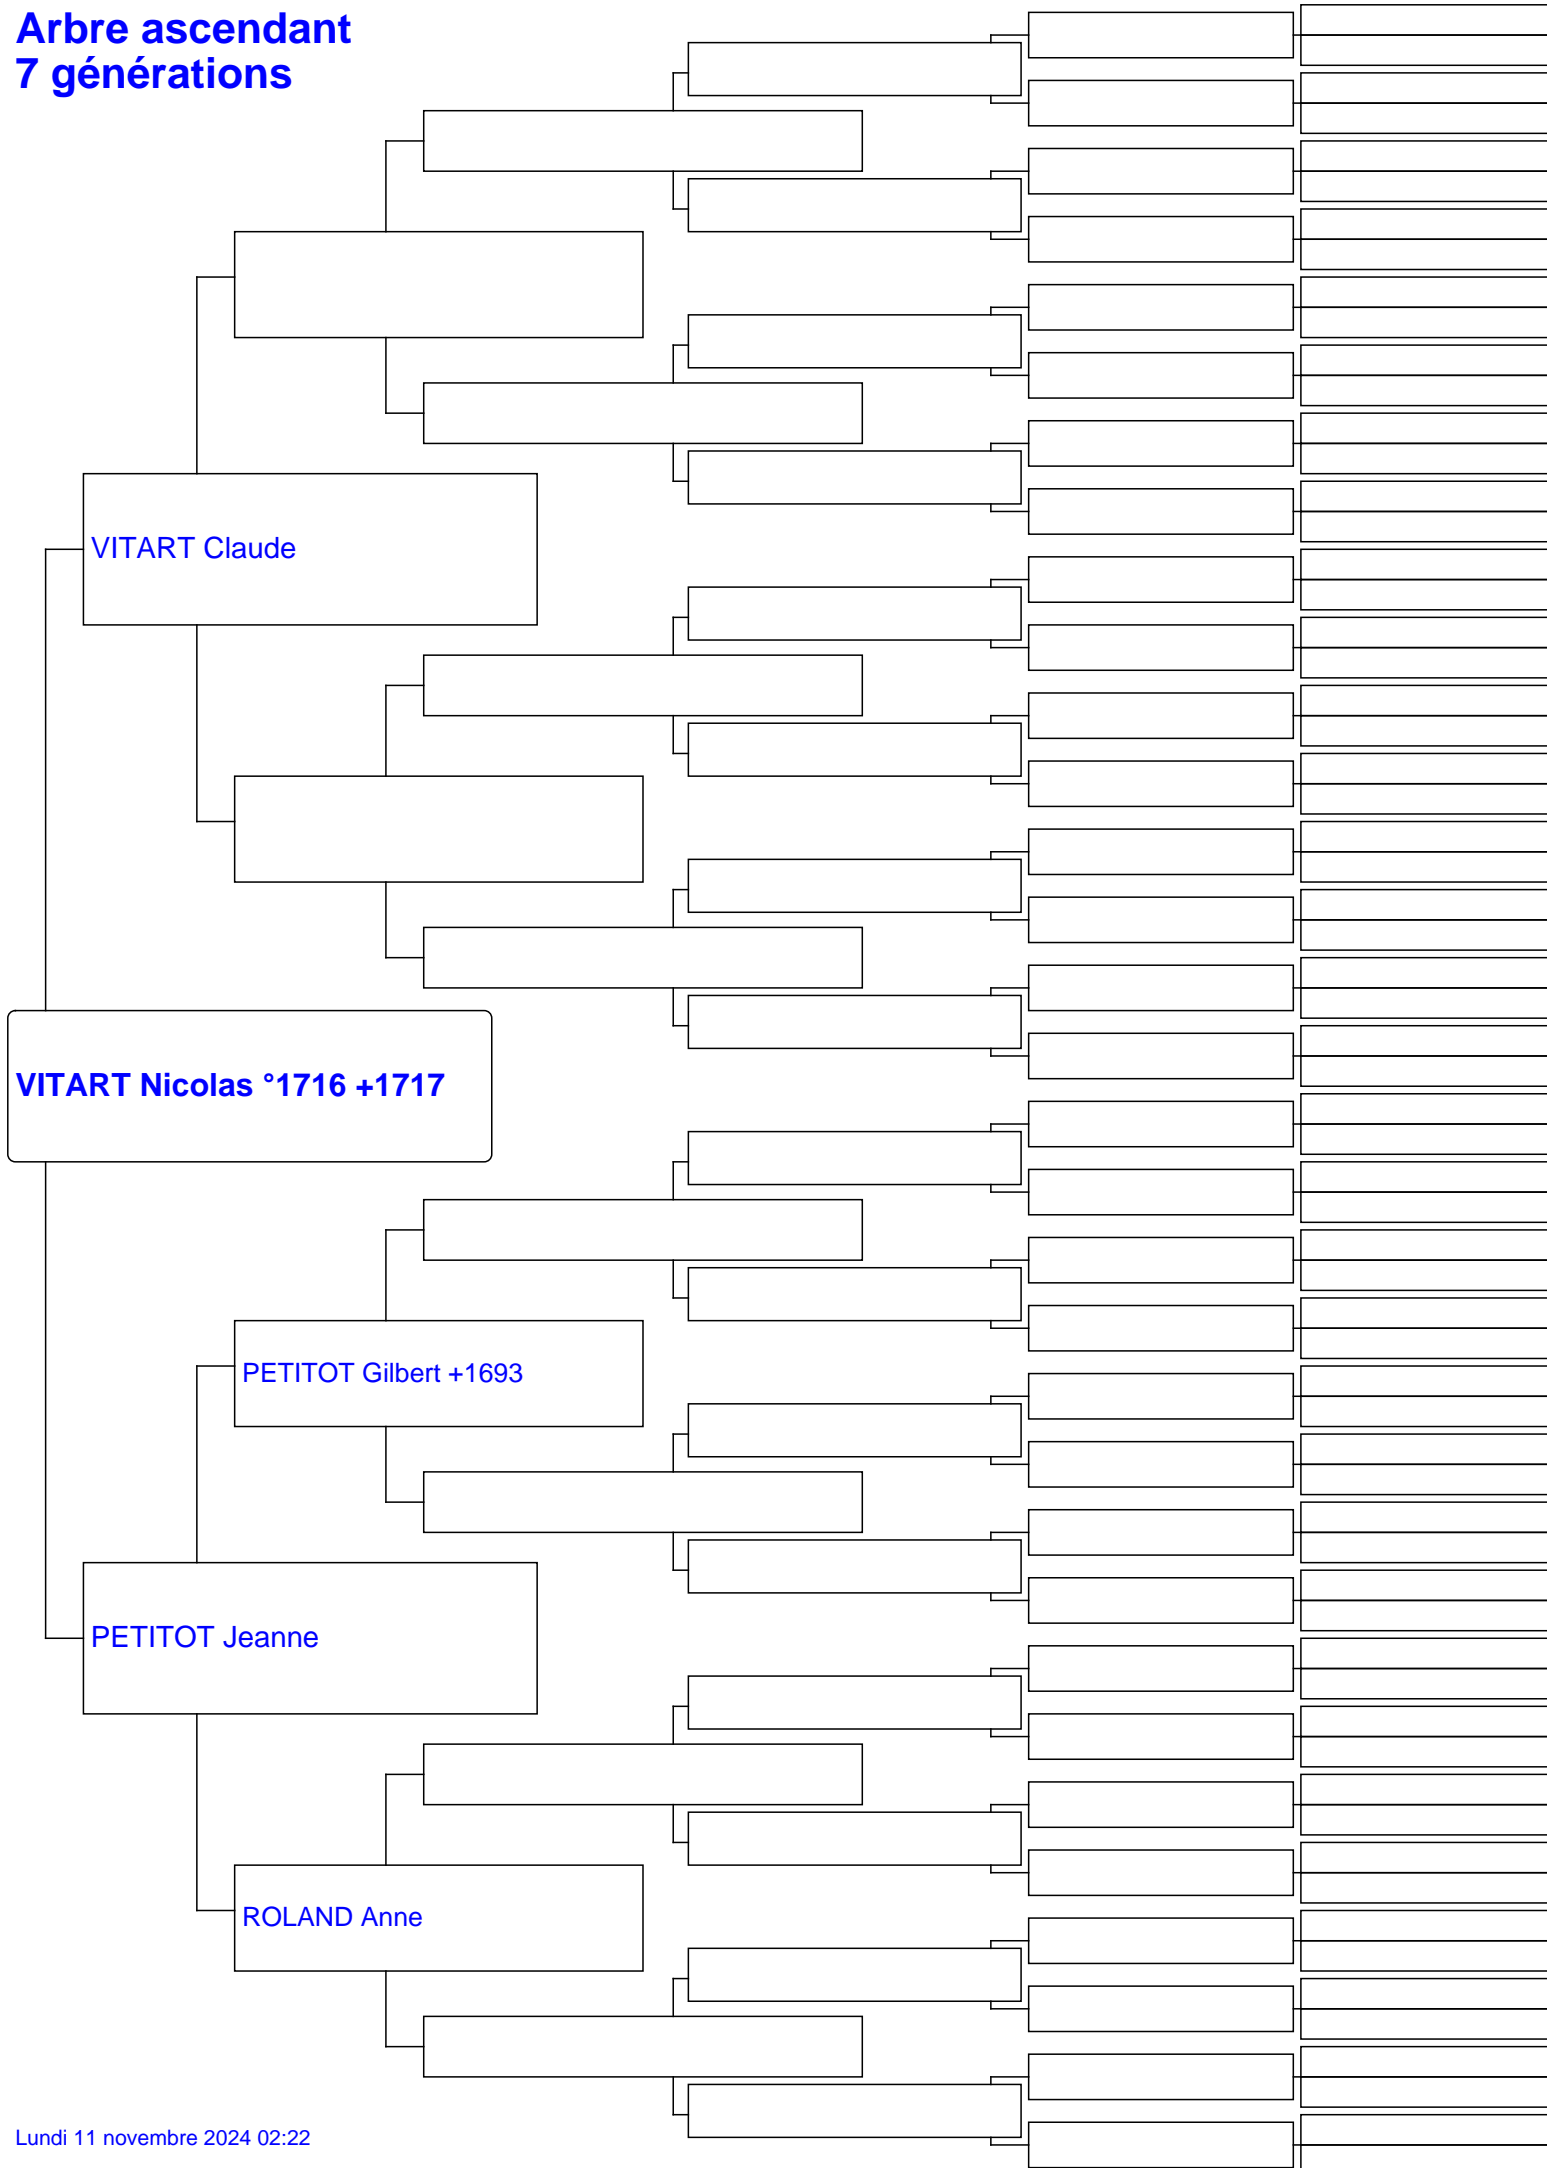 Arbre ascendant
7 générations
VITART Claude
VITART Nicolas °1716 +1717
PETITOT Gilbert +1693
PETITOT Jeanne
ROLAND Anne
Lundi 11 novembre 2024 02:22